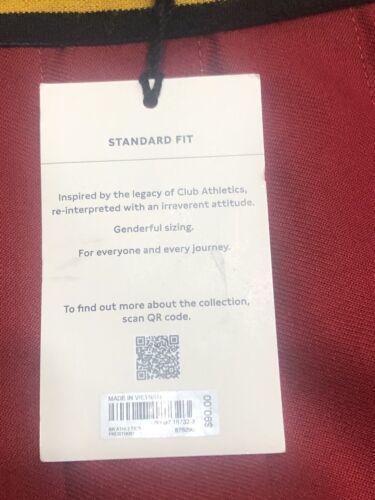 STANDARD FIT
Inspired by the legacy of Club Athletics,
re-interpreted with an irreverent attitude.
Genderful sizing.
For everyone and every journey.
To find out more about the collection,
scan QR code.
MADE IN VIETNAM
$90.00